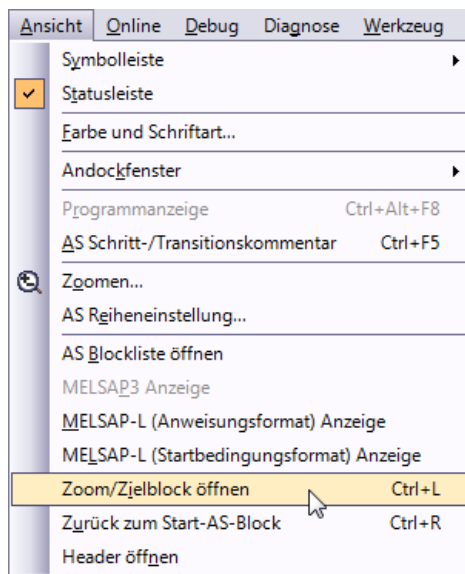 Ansicht Online Debug Diagnose Werkzeug
Symbolleiste
Statusleiste
Farbe und Schriftart...
Andockfenster
Programmanzeige Ctrl+Alt+F8
AS Schritt-/Transitionskommentar Ctrl+F5
Zoomen...
AS Reiheneinstellung...
AS Blockliste öffnen
MELSAP3 Anzeige
MELSAP-L (Anweisungsformat) Anzeige
MELSAP-L (Startbedingungsformat) Anzeige
Zoom/Zielblock öffnen Ctrl+L
Zurück zum Start-AS-Block Ctrl+R
Header öffnen